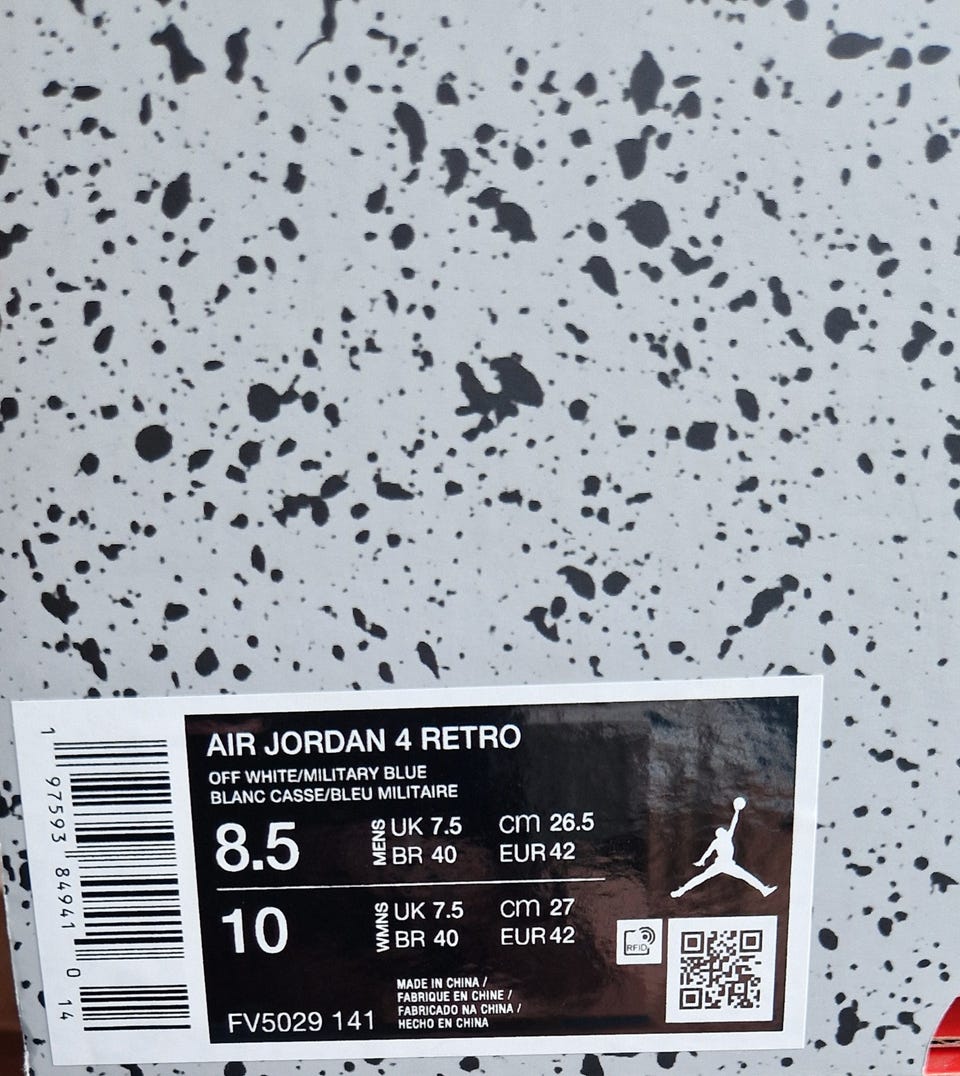 AIR JORDAN 4 RETRO
OFF WHITE/MILITARY BLUE
BLANC CASSE/BLEU MILITAIRE
8.5 MENS UK 7.5 cm 26.5
BR 40 EUR 42
10 WMNS UK 7.5 cm 27
BR 40 EUR 42
RFID
MADE IN CHINA /
FABRIQUE EN CHINE /
FABRICADO NA CHINA /
HECHO EN CHINA
FV5029 141
1 97593 84941 0 14